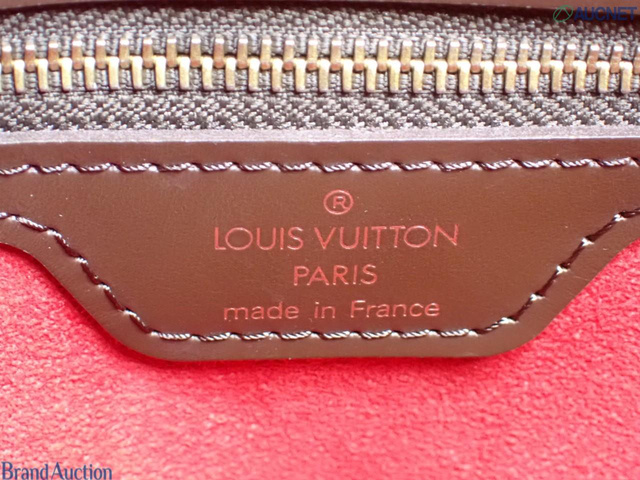 AUCNET
®
LOUIS VUITTON
PARIS
made in France
BrandAuction